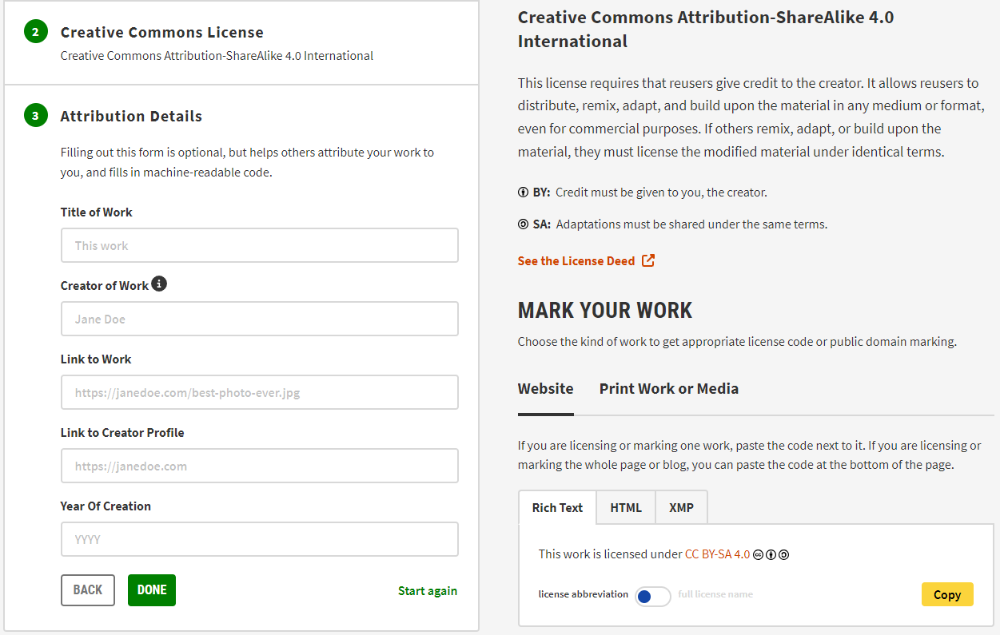 2
Creative Commons License
Creative Commons Attribution-ShareAlike 4.0 International
3
Attribution Details
Filling out this form is optional, but helps others attribute your work to
you, and fills in machine-readable code.
Title of Work
This work
Creator of Work
Jane Doe
Link to Work
https://janedoe.com/best-photo-ever.jpg
Link to Creator Profile
https://janedoe.com
Year Of Creation
YYYY
BACK
DONE
Start again
Creative Commons Attribution-ShareAlike 4.0
International
This license requires that reusers give credit to the creator. It allows reusers to
distribute, remix, adapt, and build upon the material in any medium or format,
even for commercial purposes. If others remix, adapt, or build upon the
material, they must license the modified material under identical terms.
BY: Credit must be given to you, the creator.
SA: Adaptations must be shared under the same terms.
See the License Deed
MARK YOUR WORK
Choose the kind of work to get appropriate license code or public domain marking.
Website
Print Work or Media
If you are licensing or marking one work, paste the code next to it. If you are licensing or
marking the whole page or blog, you can paste the code at the bottom of the page.
Rich Text
HTML
XMP
This work is licensed under CC BY-SA 4.0
license abbreviation
full license name
Copy